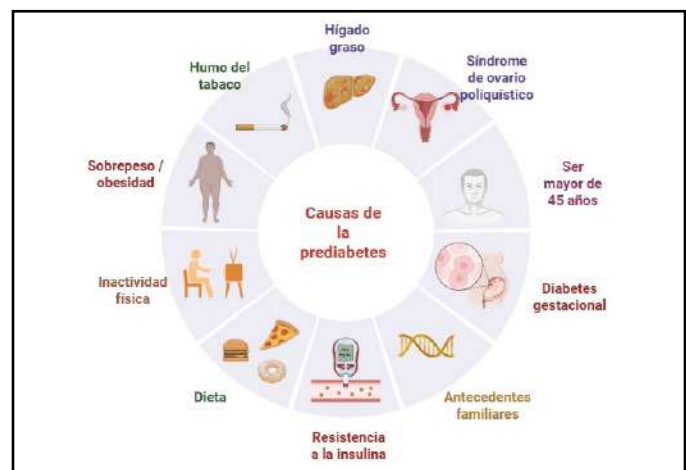 Hígado
graso
Síndrome
de ovario
poliquístico
Ser
mayor de
45 años
Diabetes
gestacional
Antecedentes
familiares
Resistencia
a la insulina
Dieta
Inactividad
física
Sobrepeso /
obesidad
Humo del
tabaco
Causas de
la
prediabetes